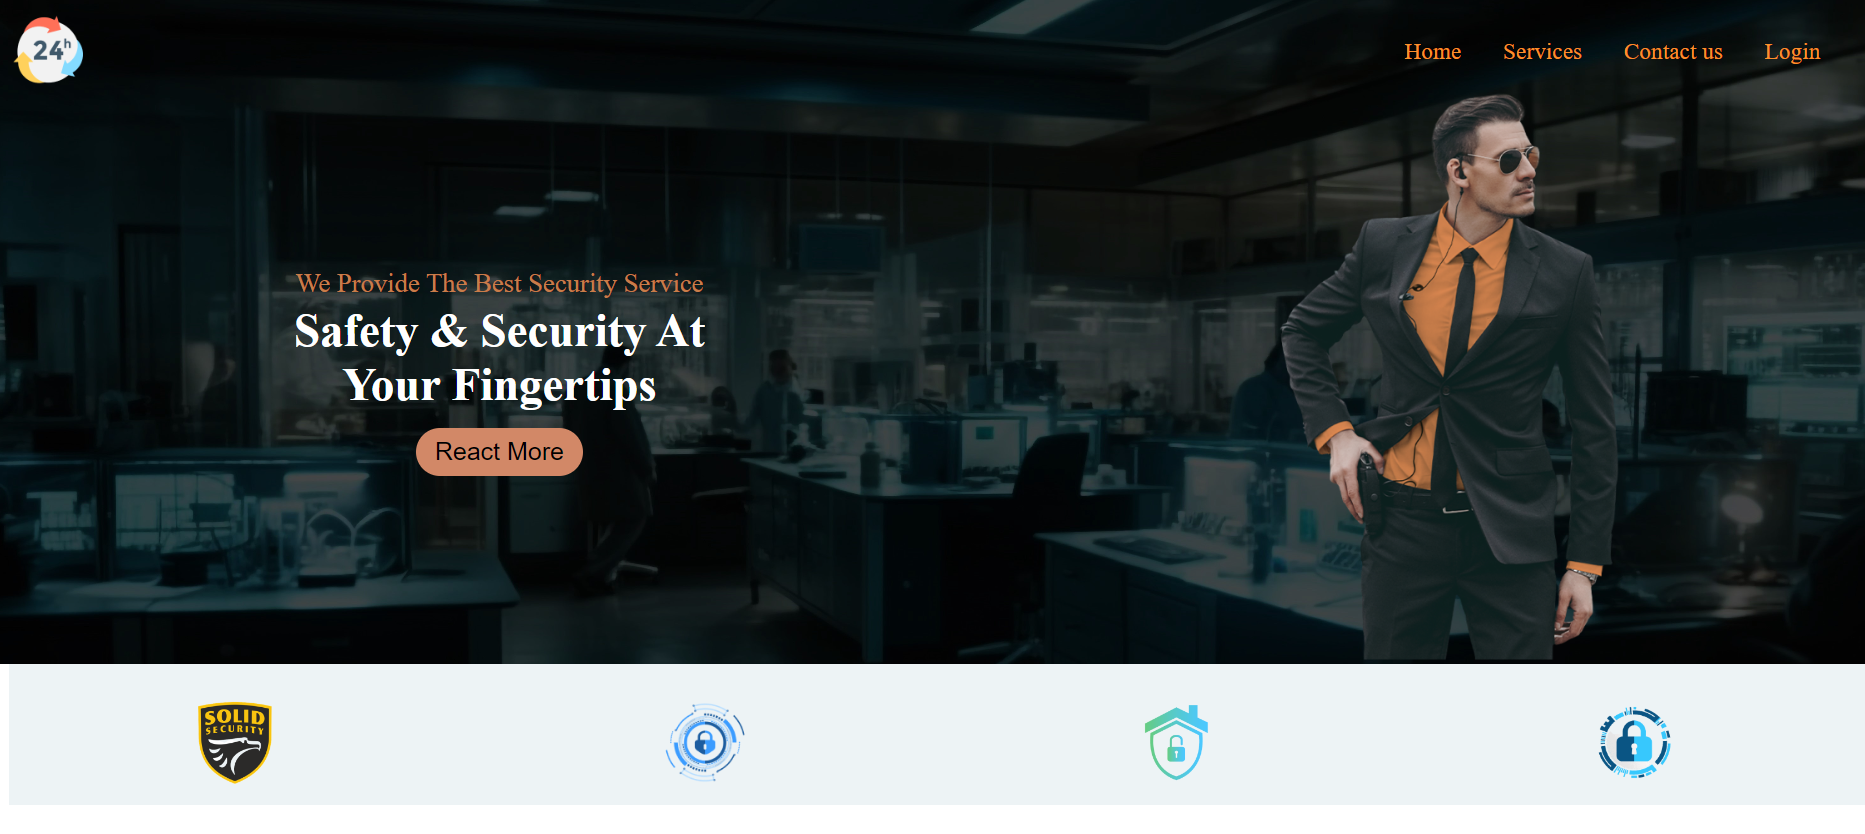 24h
Home Services Contact us Login
We Provide The Best Security Service
Safety & Security At
Your Fingertips
React More
SOLID
SECURITY